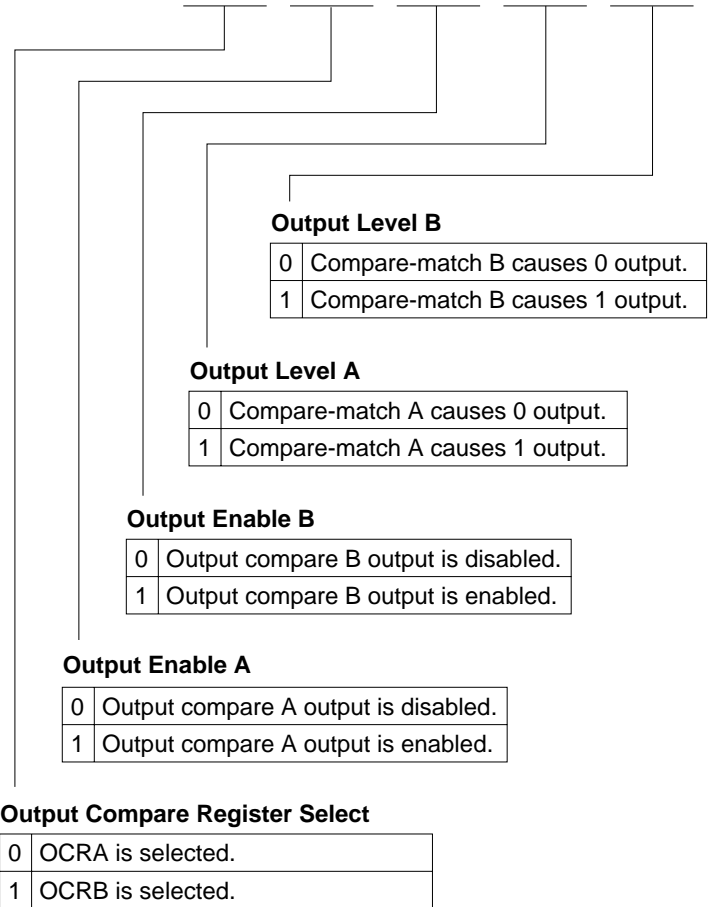 Output Level B
0 Compare-match B causes 0 output.
1 Compare-match B causes 1 output.
Output Level A
0 Compare-match A causes 0 output.
1 Compare-match A causes 1 output.
Output Enable B
0 Output compare B output is disabled.
1 Output compare B output is enabled.
Output Enable A
0 Output compare A output is disabled.
1 Output compare A output is enabled.
Output Compare Register Select
0 OCRA is selected.
1 OCRB is selected.